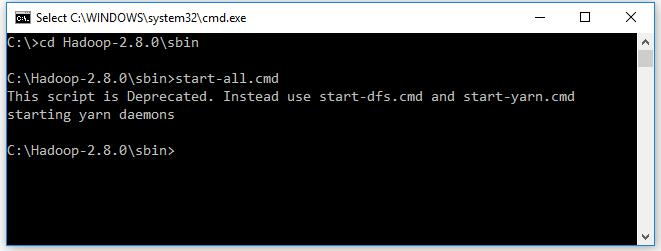 Select C:\WINDOWS\system32\cmd.exe
C:\>cd Hadoop-2.8.0\sbin
C:\Hadoop-2.8.0\sbin>start-all.cmd
This script is Deprecated. Instead use start-dfs.cmd and start-yarn.cmd
starting yarn daemons
C:\Hadoop-2.8.0\sbin>